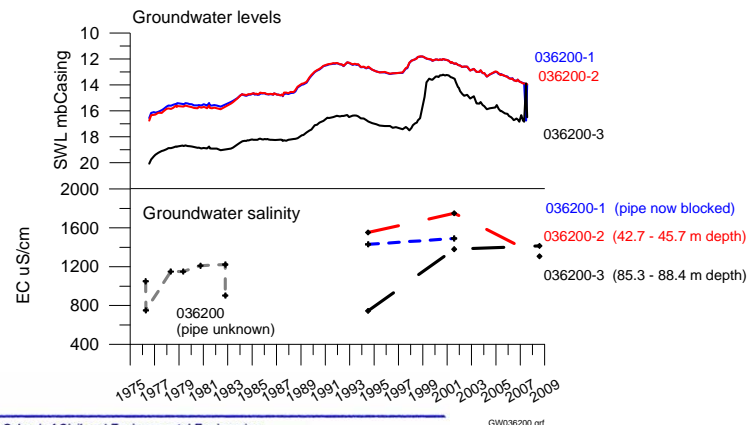 Groundwater levels
SWL mbCasing
10
12
14
16
18
20
036200-1
036200-2
036200-3
Groundwater salinity
EC uS/cm
2000
1600
1200
800
400
036200
(pipe unknown)
036200-1 (pipe now blocked)
036200-2 (42.7 - 45.7 m depth)
036200-3 (85.3 - 88.4 m depth)
1975 1977 1979 1981 1983 1985 1987 1989 1991 1993 1995 1997 1999 2001 2003 2005 2007 2009
GW036200.grf